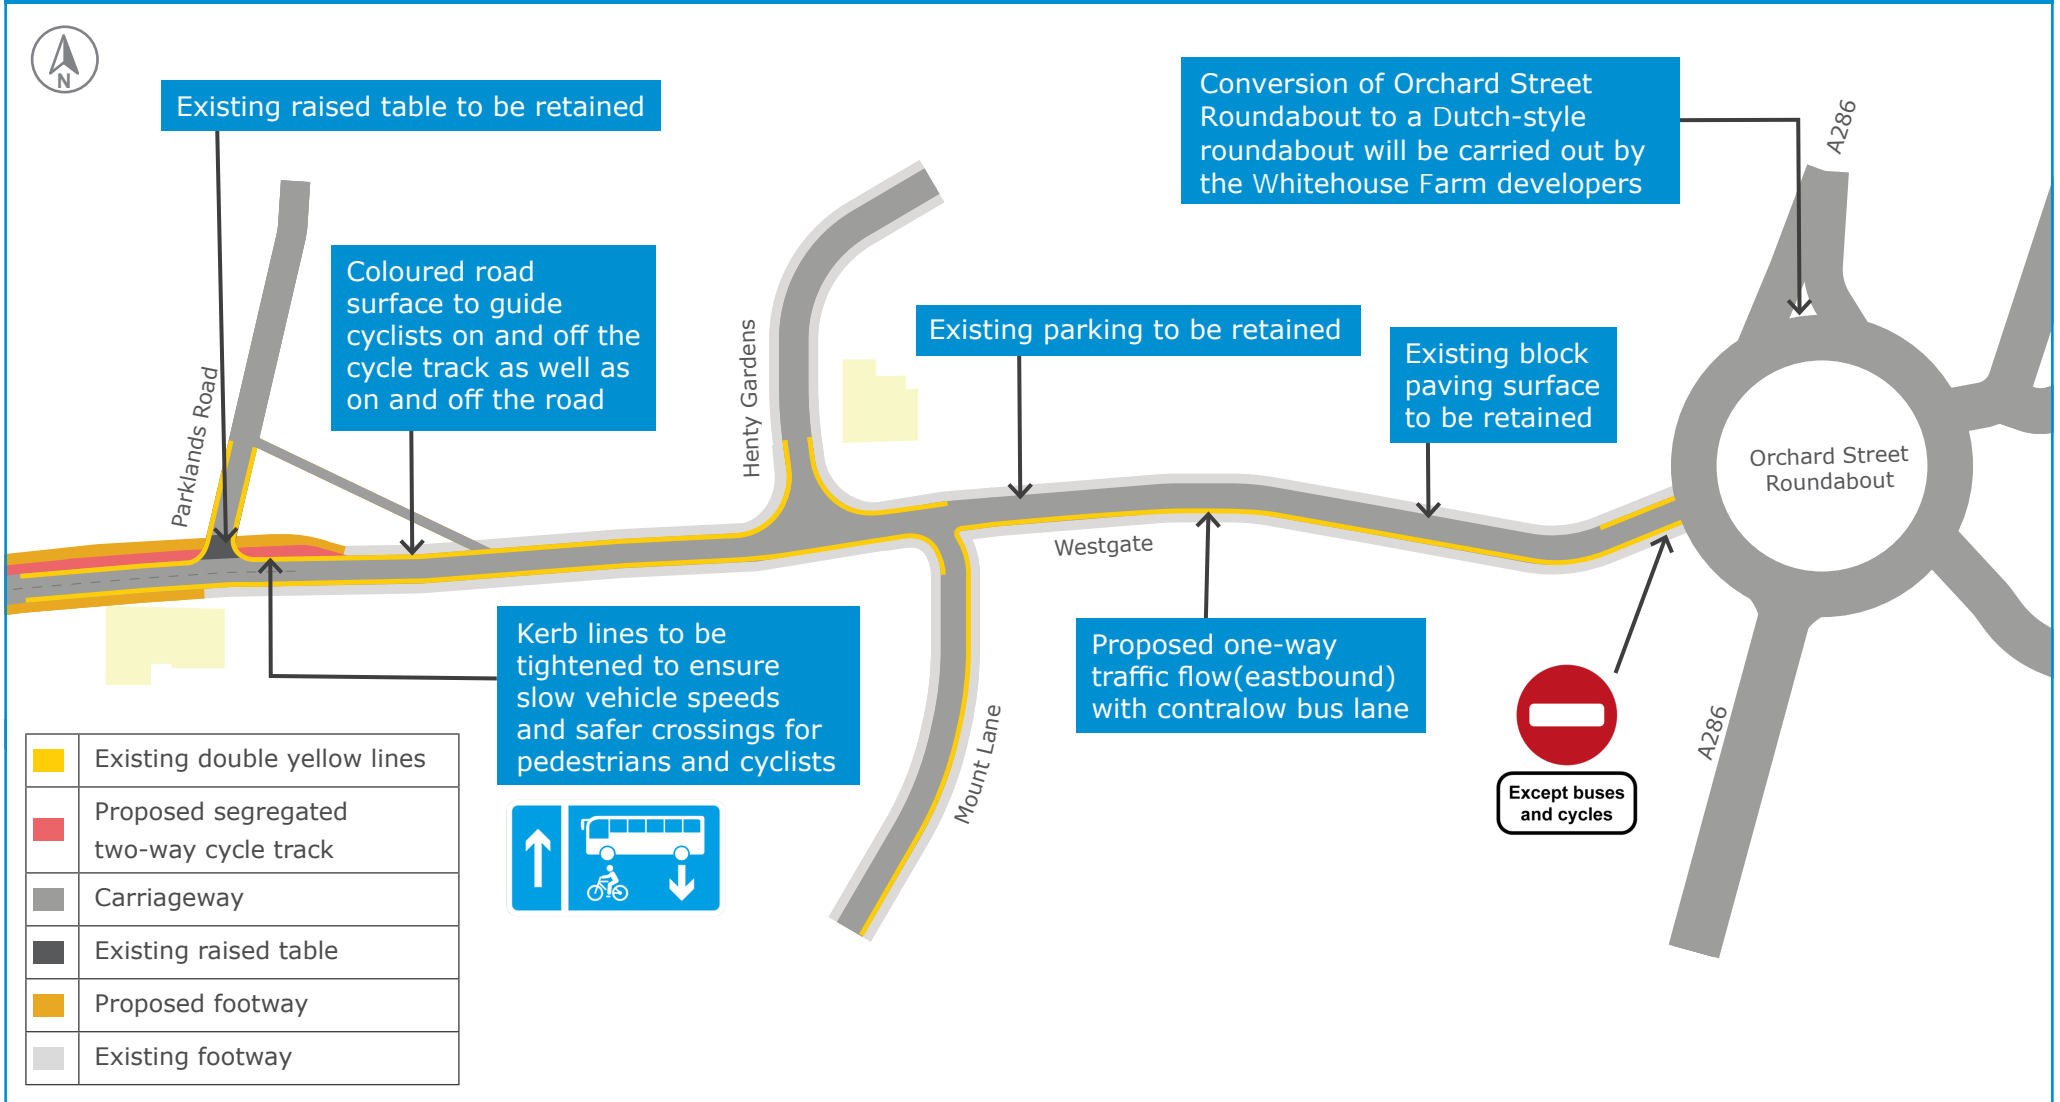 N
Existing raised table to be retained
Conversion of Orchard Street
Roundabout to a Dutch-style
roundabout will be carried out by
the Whitehouse Farm developers
A286
Coloured road
surface to guide
cyclists on and off the
cycle track as well as
on and off the road
Existing parking to be retained
Existing block
paving surface
to be retained
Parklands Road
Henty Gardens
Orchard Street
Roundabout
Westgate
Kerb lines to be
tightened to ensure
slow vehicle speeds
and safer crossings for
pedestrians and cyclists
Proposed one-way
traffic flow(eastbound)
with contralow bus lane
Mount Lane
A286
Except buses
and cycles
Existing double yellow lines
Proposed segregated
two-way cycle track
Carriageway
Existing raised table
Proposed footway
Existing footway